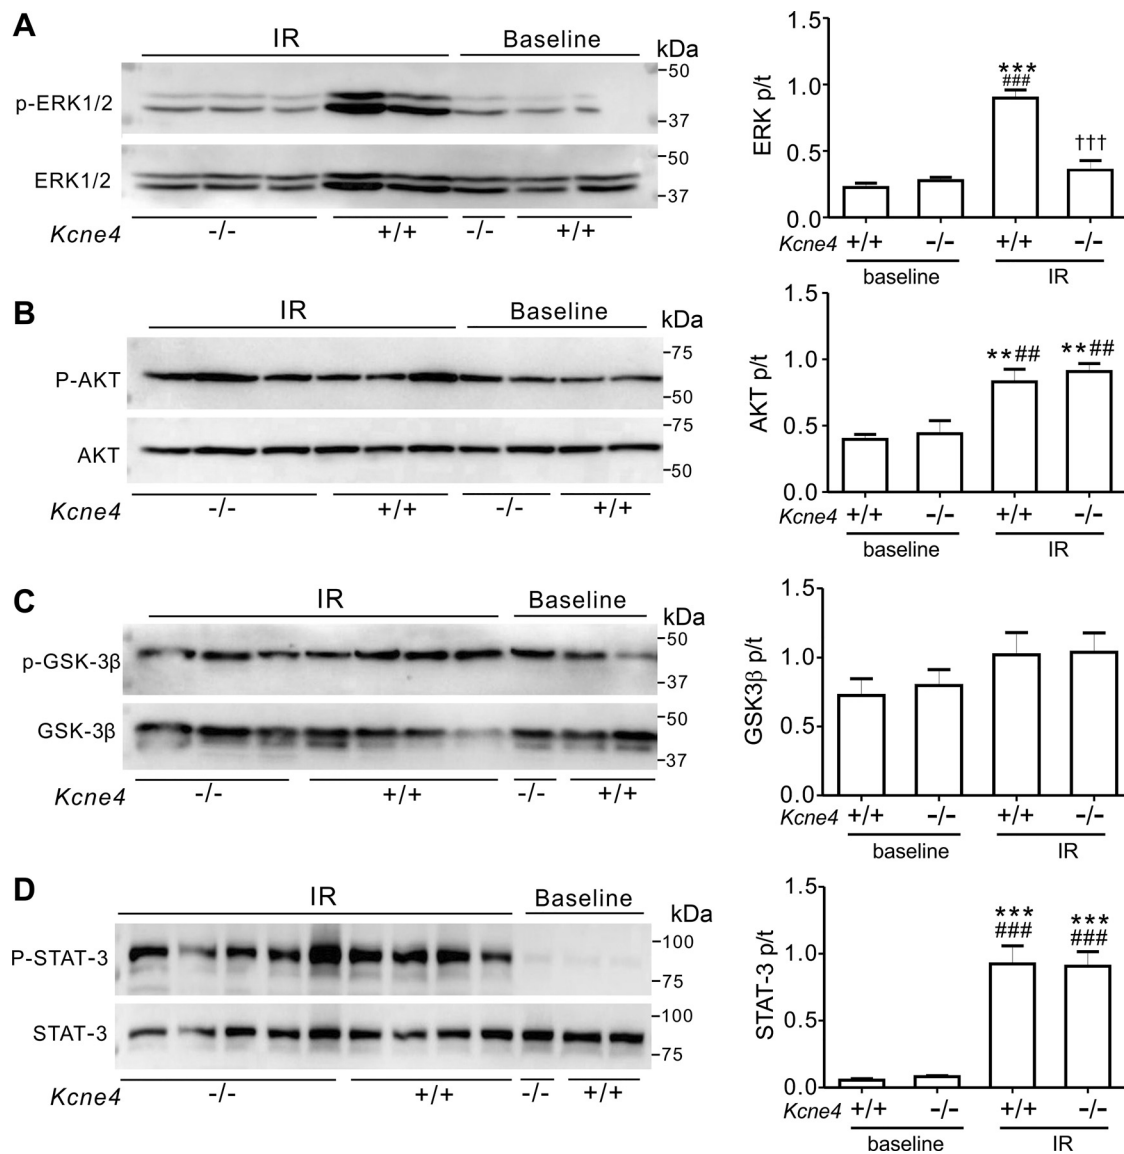 A
IR
Baseline
kDa
p-ERK1/2
50
37
ERK1/2
50
37
Kcne4
-/-
+/+
-/-
+/+
1.5
1.0
0.5
0.0
ERK p/t
***
###
†††
Kcne4
+/+
-/-
+/+
-/-
baseline
IR
B
IR
Baseline
kDa
P-AKT
75
50
AKT
75
50
Kcne4
-/-
+/+
-/-
+/+
1.5
1.0
0.5
0.0
AKT p/t
**##
**##
Kcne4
+/+
-/-
+/+
-/-
baseline
IR
C
IR
Baseline
kDa
p-GSK-3β
50
37
GSK-3β
50
37
Kcne4
-/-
+/+
-/-
+/+
1.5
1.0
0.5
0.0
GSK3β p/t
Kcne4
+/+
-/-
+/+
-/-
baseline
IR
D
IR
Baseline
kDa
P-STAT-3
100
75
STAT-3
100
75
Kcne4
-/-
+/+
-/-
+/+
1.5
1.0
0.5
0.0
STAT-3 p/t
***
###
***
###
Kcne4
+/+
-/-
+/+
-/-
baseline
IR